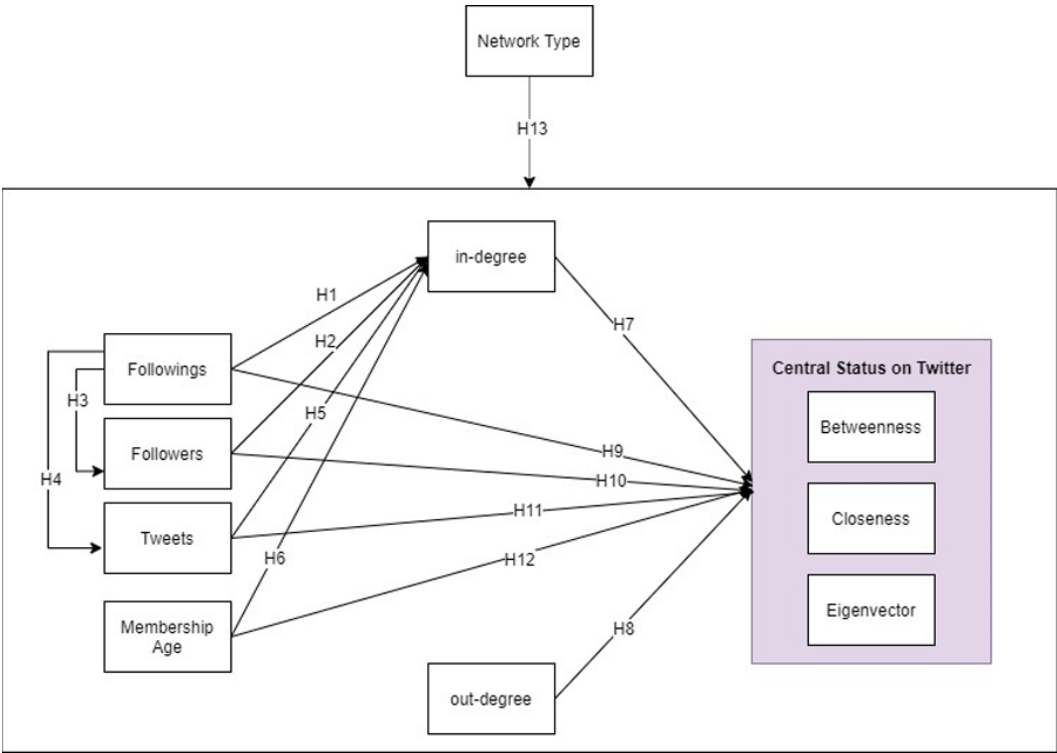 Network Type
H13
in-degree
H1
H7
H2
Followings
Central Status on Twitter
H3
H5
Betweenness
Followers
H9
H4
H10
H11
Closeness
Tweets
H6
H12
Membership
Age
Eigenvector
H8
out-degree